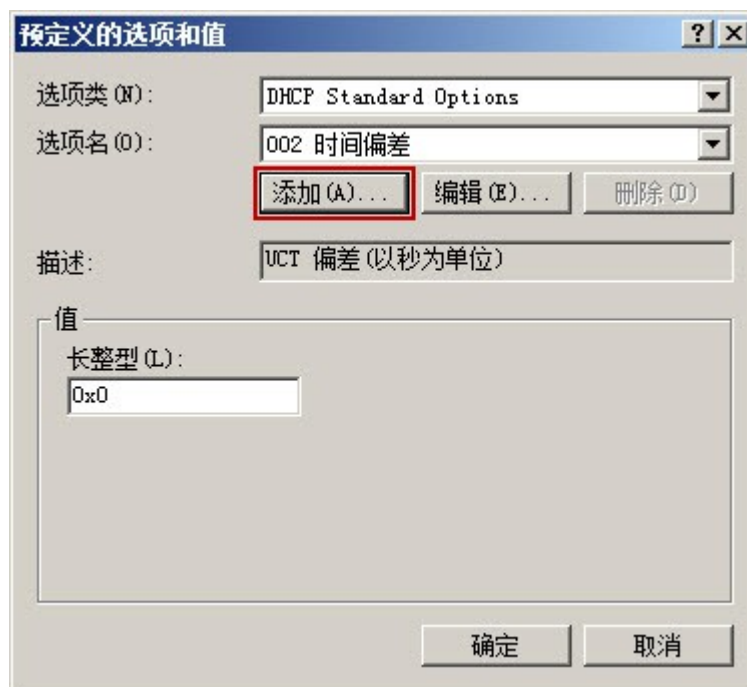 预定义的选项和值
选项类(N): DHCP Standard Options
选项名(O): 002 时间偏差
添加(A)... 编辑(E)... 删除(D)
描述: UCT 偏差(以秒为单位)
值
长整型(L):
0x0
确定 取消